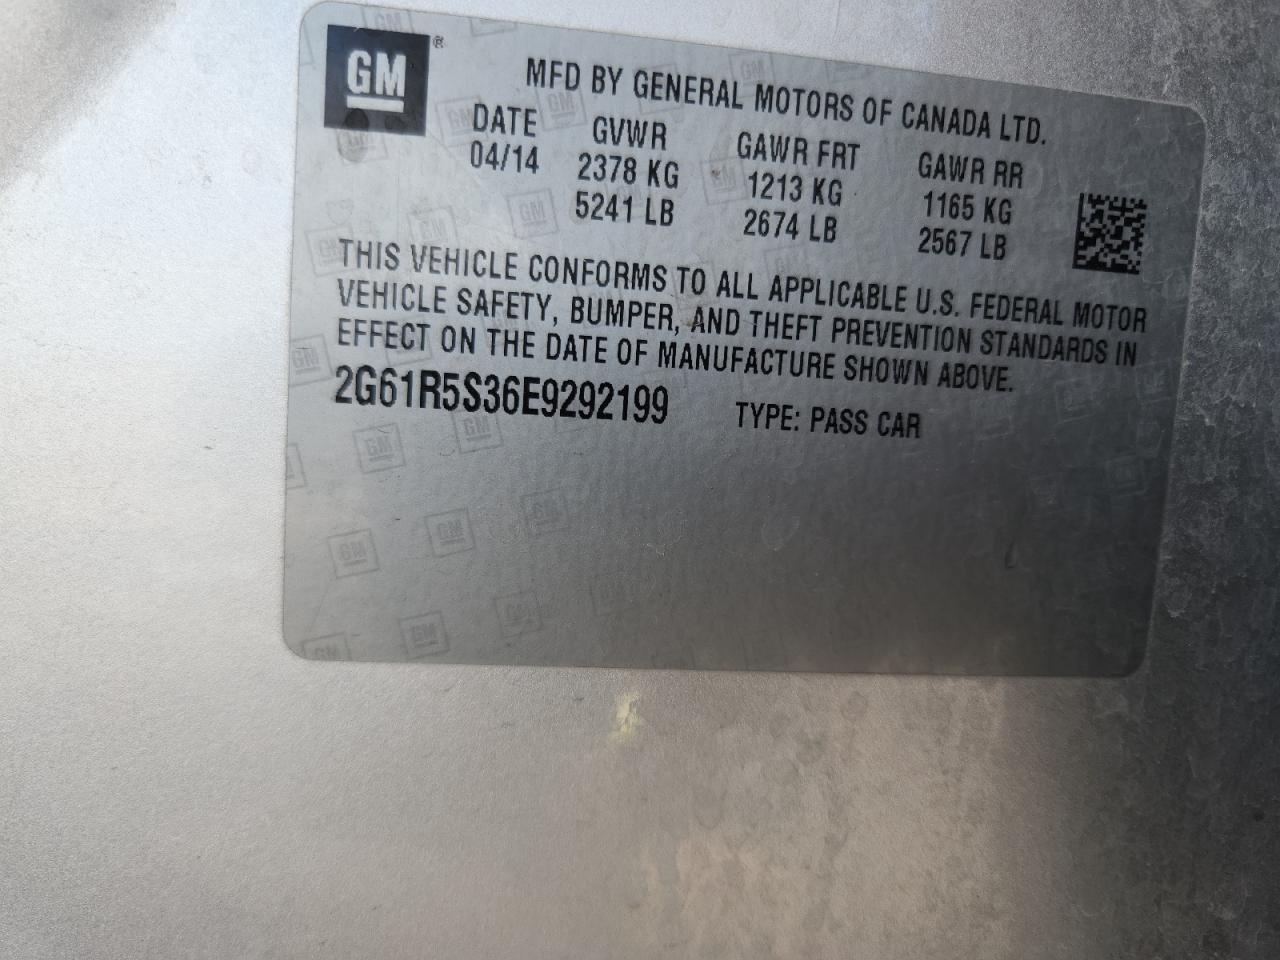 GM ®
MFD BY GENERAL MOTORS OF CANADA LTD.
DATE GVWR GAWR FRT GAWR RR
04/14 2378 KG 1213 KG 1165 KG
5241 LB 2674 LB 2567 LB
THIS VEHICLE CONFORMS TO ALL APPLICABLE U.S. FEDERAL MOTOR
VEHICLE SAFETY, BUMPER, AND THEFT PREVENTION STANDARDS IN
EFFECT ON THE DATE OF MANUFACTURE SHOWN ABOVE.
2G61R5S36E9292199 TYPE: PASS CAR